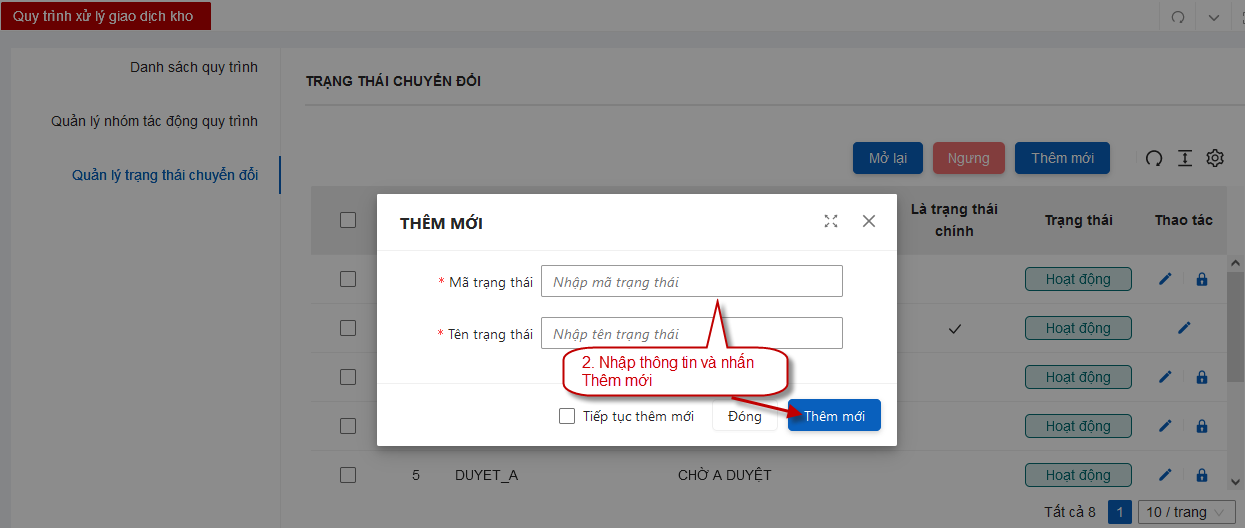 Quy trình xử lý giao dịch kho
Danh sách quy trình
Quản lý nhóm tác động quy trình
Quản lý trạng thái chuyển đổi
TRẠNG THÁI CHUYỂN ĐỔI
Mở lại
Ngưng
Thêm mới
Là trạng thái
chính
Trạng thái
Thao tác
THÊM MỚI
* Mã trạng thái
Nhập mã trạng thái
* Tên trạng thái
Nhập tên trạng thái
2. Nhập thông tin và nhấn
Thêm mới
Tiếp tục thêm mới
Đóng
Thêm mới
Hoạt động
Hoạt động
Hoạt động
Hoạt động
5 DUYET_A CHỜ A DUYỆT Hoạt động
Tất cả 8 1 10 / trang